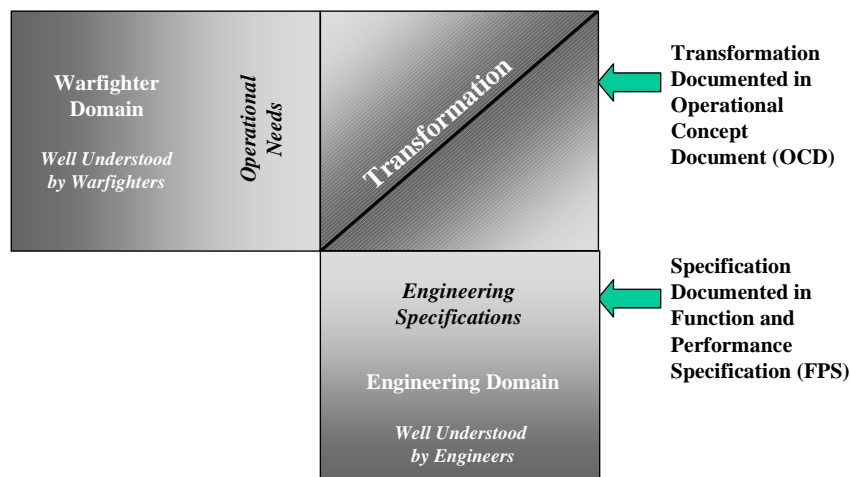 Warfighter
Domain
Well Understood
by Warfighters
Operational
Needs
Transformation
Transformation
Documented in
Operational
Concept
Document (OCD)
Engineering
Specifications
Engineering Domain
Well Understood
by Engineers
Specification
Documented in
Function and
Performance
Specification (FPS)